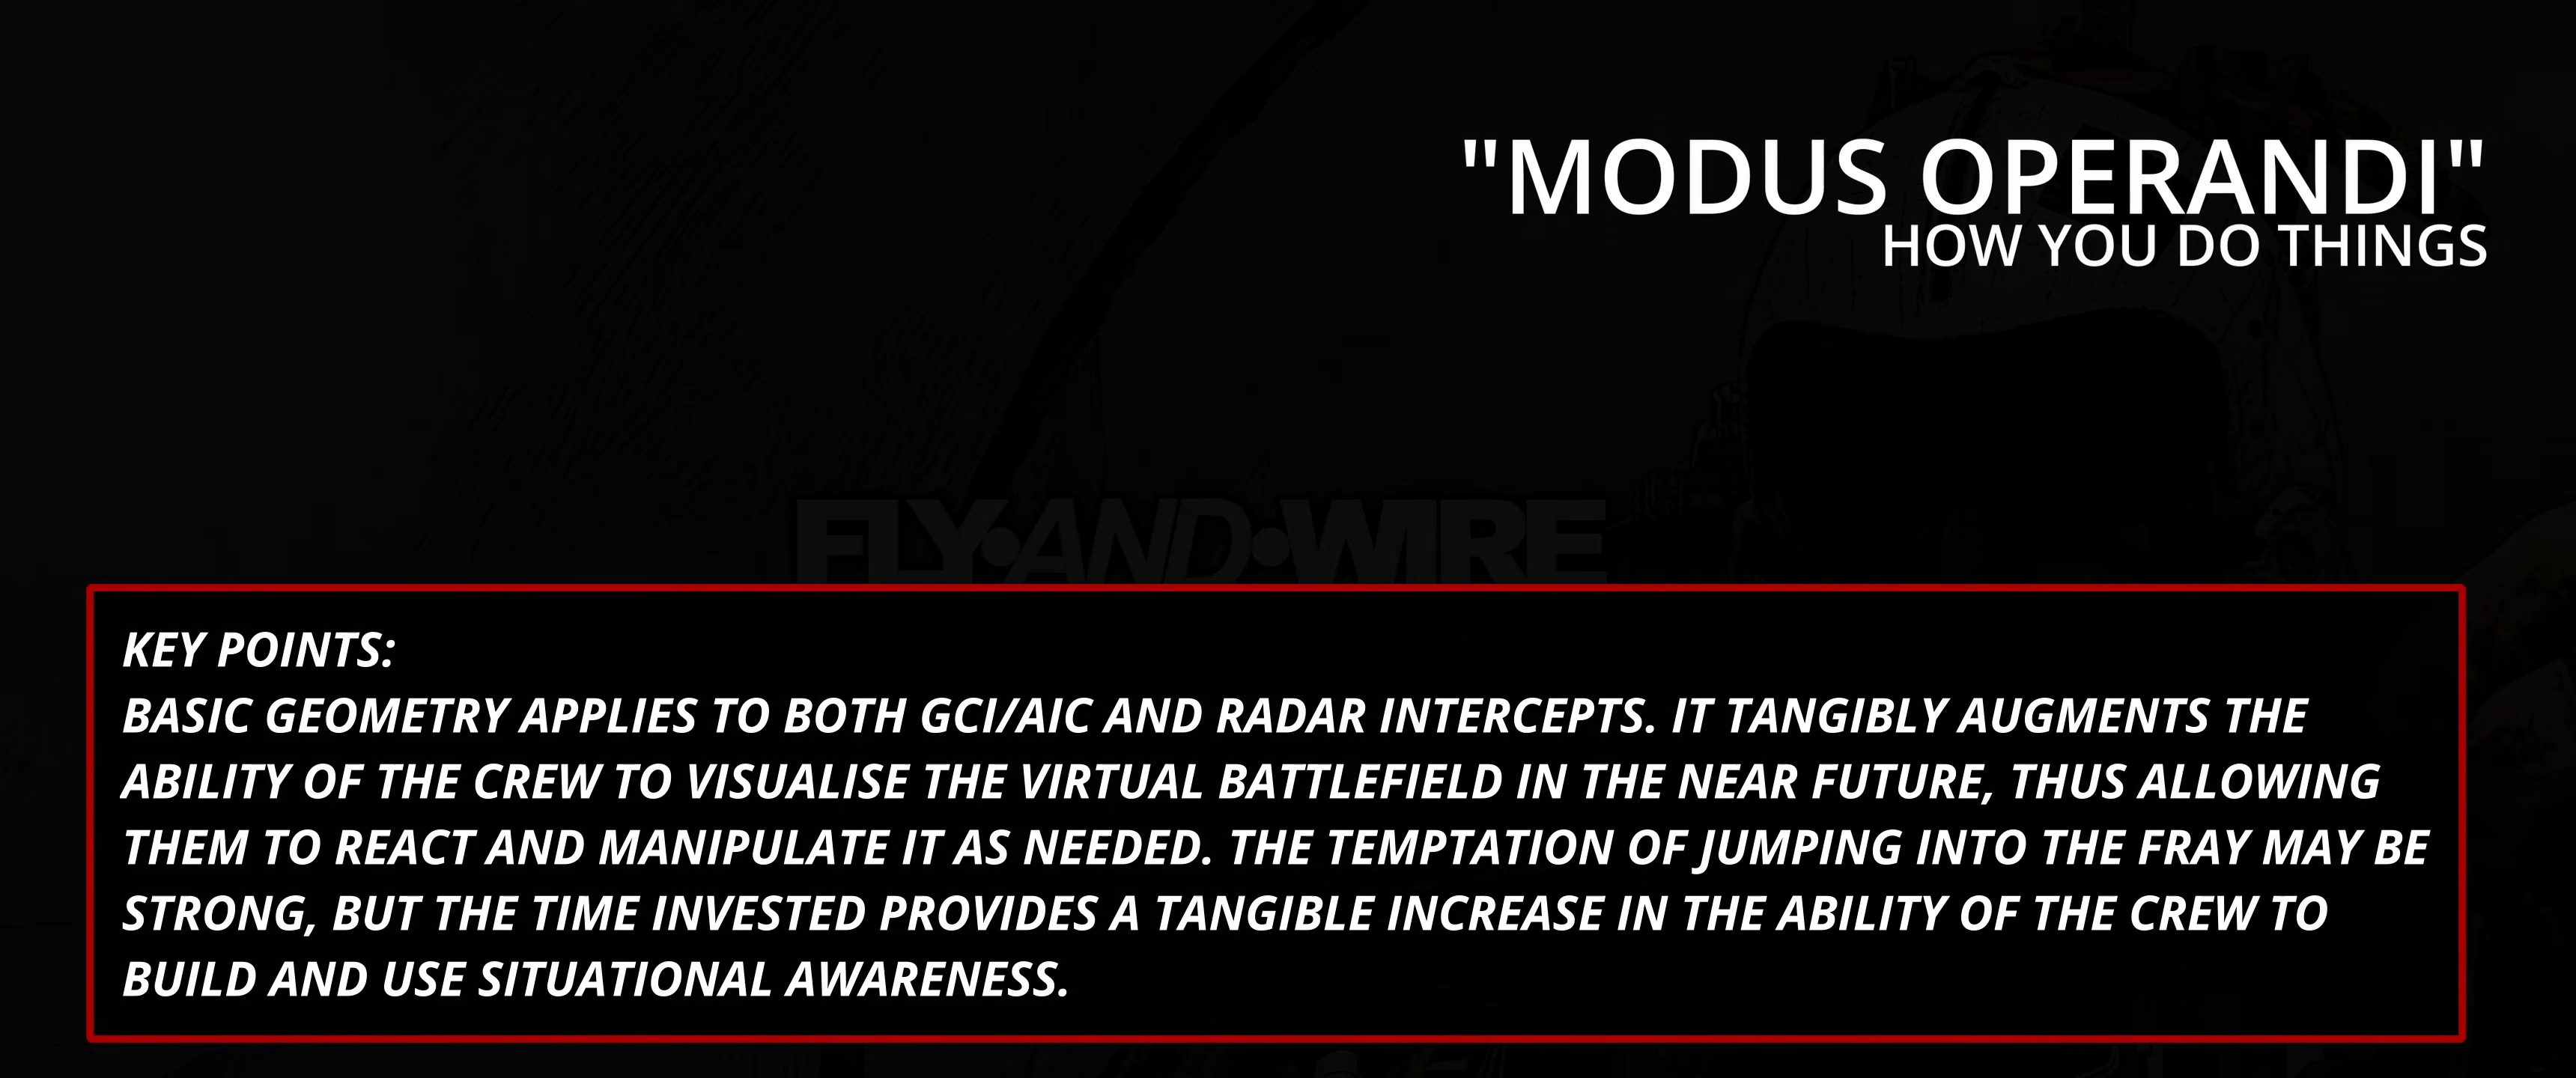 "MODUS OPERANDI"
HOW YOU DO THINGS
FLY•AND•WIRE
KEY POINTS:
BASIC GEOMETRY APPLIES TO BOTH GCI/AIC AND RADAR INTERCEPTS. IT TANGIBLY AUGMENTS THE
ABILITY OF THE CREW TO VISUALISE THE VIRTUAL BATTLEFIELD IN THE NEAR FUTURE, THUS ALLOWING
THEM TO REACT AND MANIPULATE IT AS NEEDED. THE TEMPTATION OF JUMPING INTO THE FRAY MAY BE
STRONG, BUT THE TIME INVESTED PROVIDES A TANGIBLE INCREASE IN THE ABILITY OF THE CREW TO
BUILD AND USE SITUATIONAL AWARENESS.